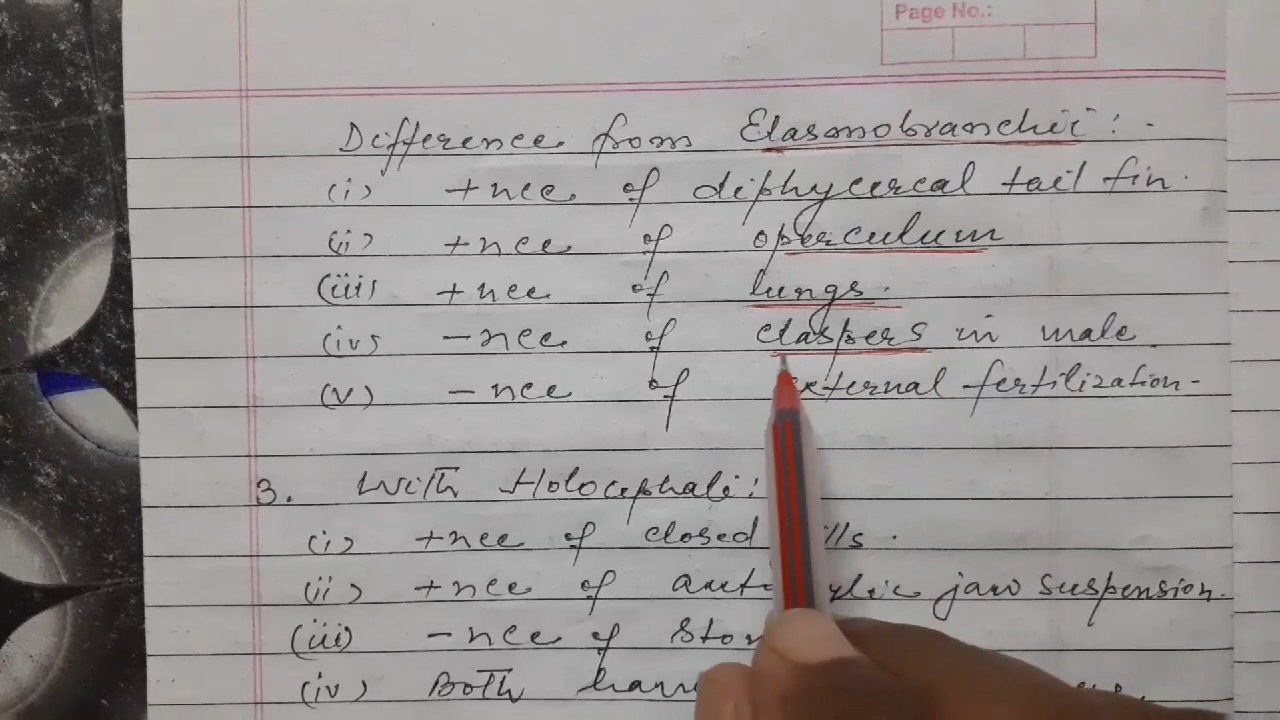 Page No.:
Difference from Elasmobranchii:-
(i) +nce of diphycercal tail fin.
(ii) +nce of operculum
(iii) +nce of lungs.
(iv) -nce of claspers in male
(v) -nce of external fertilization-
3. With Holocephali:
(i) +nce of closed
(ii) +nce of jaw suspension.
(iii) -nce of
(iv) Both